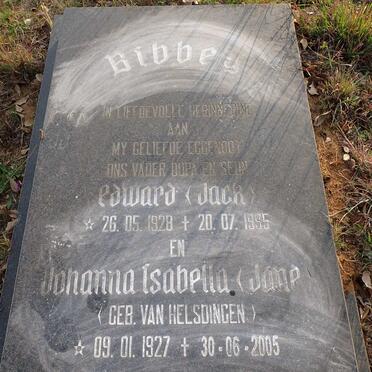 Bibbey
IN LIEFDEVOLLE HERINNERING
AAN
MY GELIEFDE EGGENOOT
ONS VADER OUPA EN SEUN
Edward (Jack)
☆ 26. 05. 1928 + 20. 07. 1995
EN
Johanna Isabella (Jane
(GEB. VAN HELSDINGEN)
☆ 09. 01. 1927 + 30-06-2005